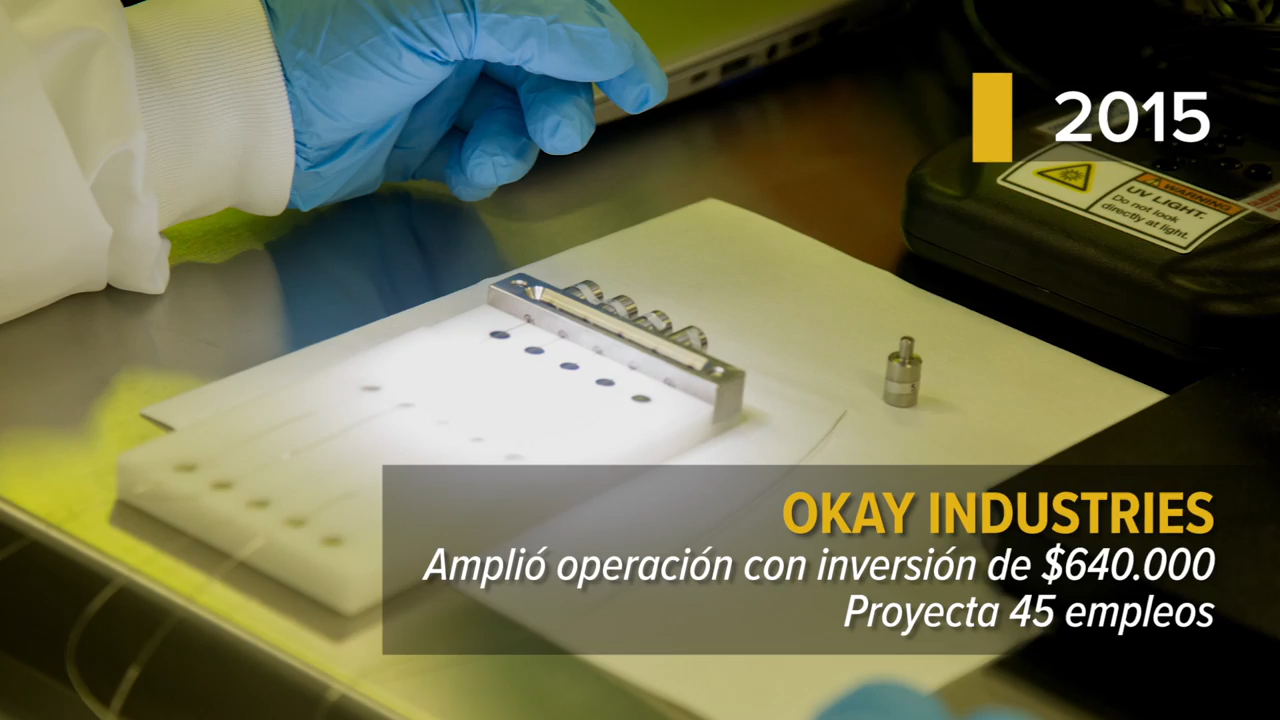 2015
WARNING
UV LIGHT.
Do not look
directly at light.
OKAY INDUSTRIES
Amplió operación con inversión de $640.000
Proyecta 45 empleos